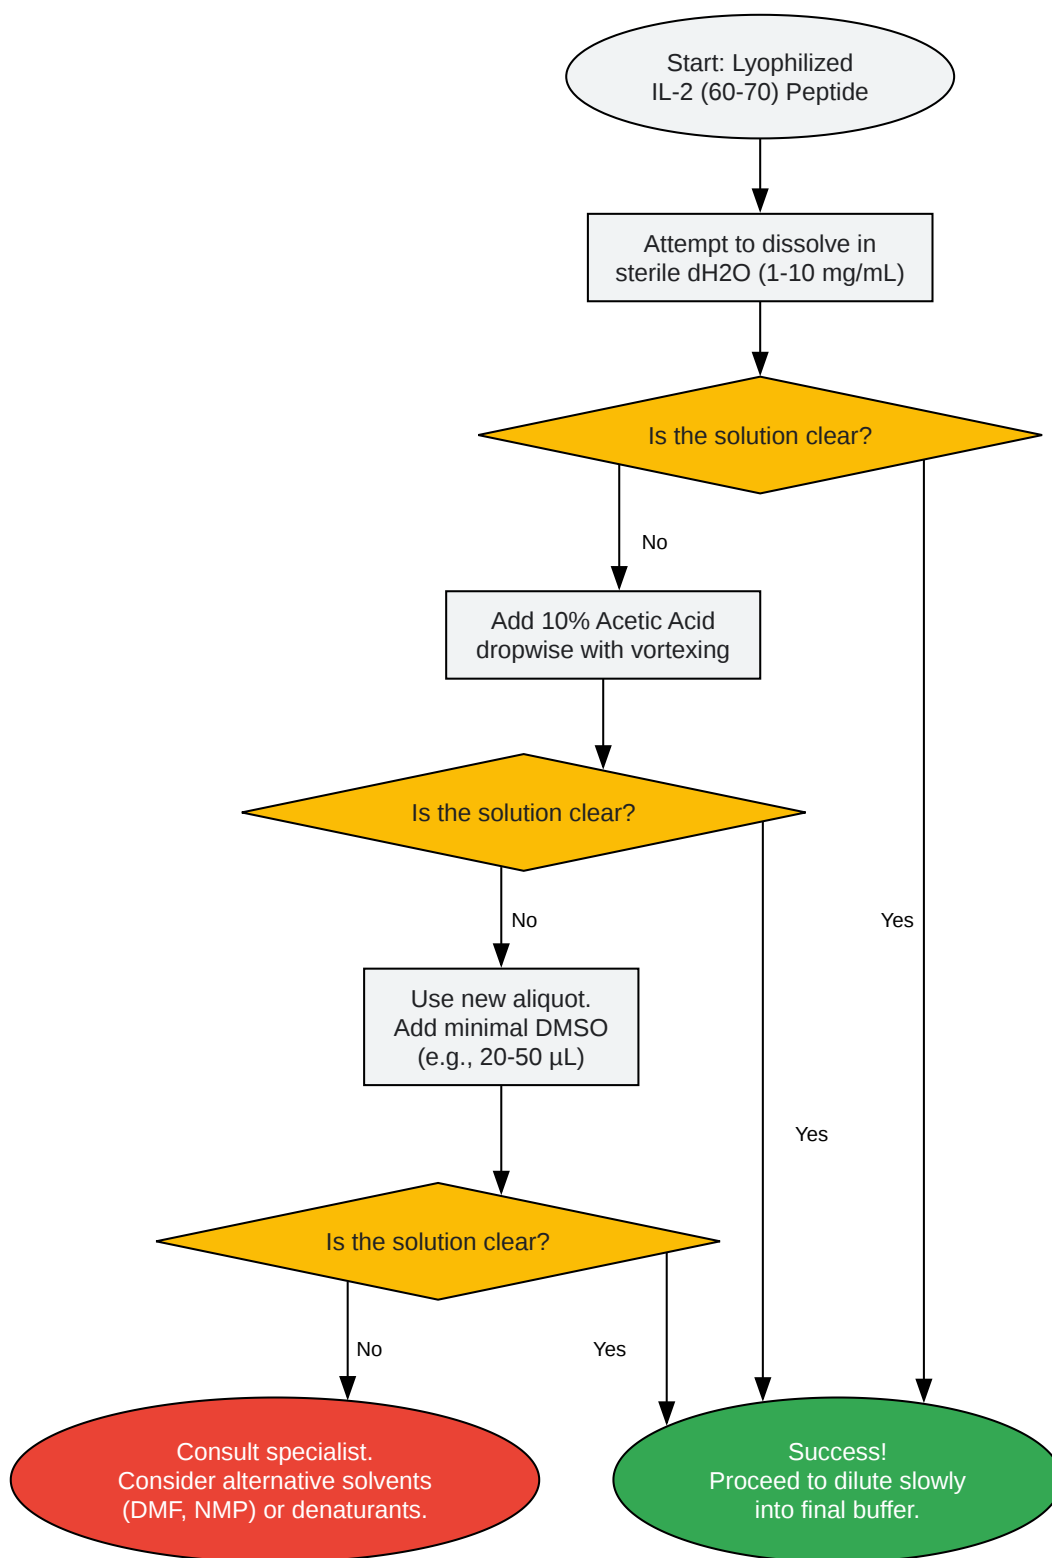 Start: Lyophilized
IL-2 (60-70) Peptide
Attempt to dissolve in
sterile dH2O (1-10 mg/mL)
Is the solution clear?
No
Add 10% Acetic Acid
dropwise with vortexing
Is the solution clear?
No
Yes
Use new aliquot.
Add minimal DMSO
(e.g., 20-50 µL)
Yes
Is the solution clear?
No
Yes
Consult specialist.
Consider alternative solvents
(DMF, NMP) or denaturants.
Success!
Proceed to dilute slowly
into final buffer.